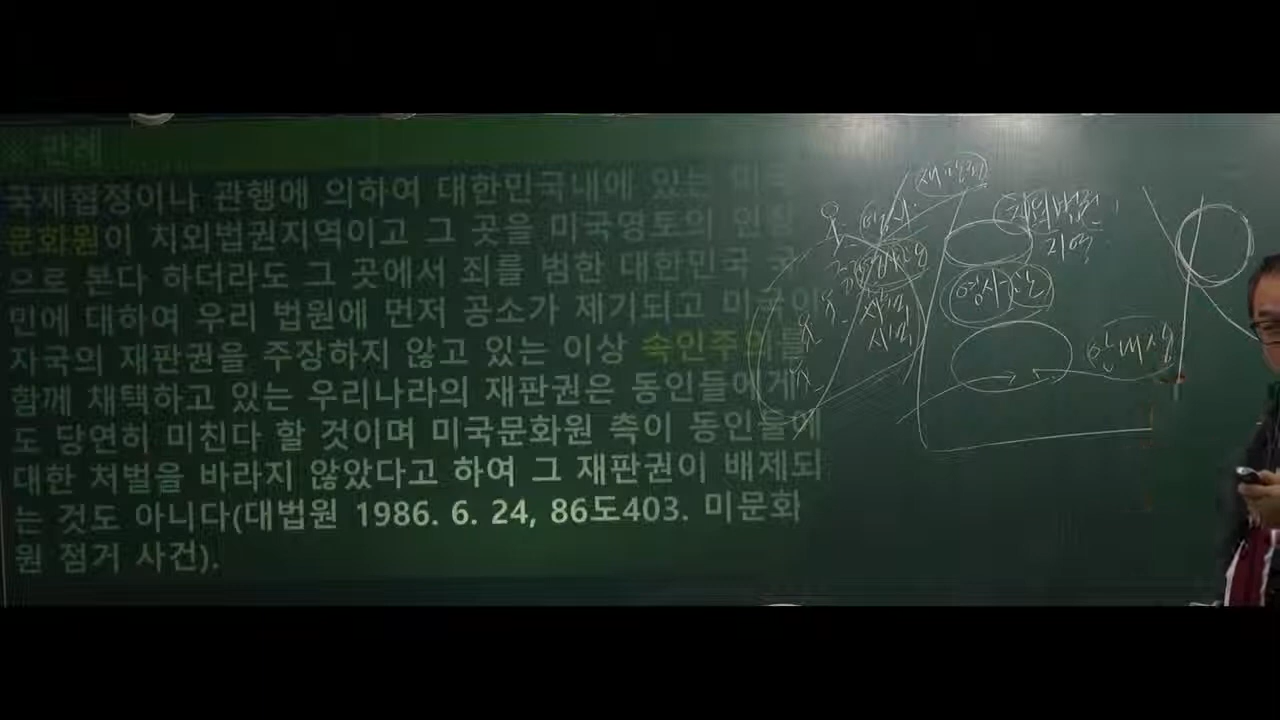 ※ 판례
국제협정이나 관행에 의하여 대한민국내에 있는 미국
문화원이 치외법권지역이고 그 곳을 미국영토의 연장
으로 본다 하더라도 그 곳에서 죄를 범한 대한민국 국
민에 대하여 우리 법원에 먼저 공소가 제기되고 미국이
자국의 재판권을 주장하지 않고 있는 이상 속인주의를
함께 채택하고 있는 우리나라의 재판권은 동인들에게
도 당연히 미친다 할 것이며 미국문화원 측이 동인들에
대한 처벌을 바라지 않았다고 하여 그 재판권이 배제되
는 것도 아니다(대법원 1986. 6. 24, 86도403. 미문화
원 점거 사건).
재판권
영사
치외법권
지역
영사관